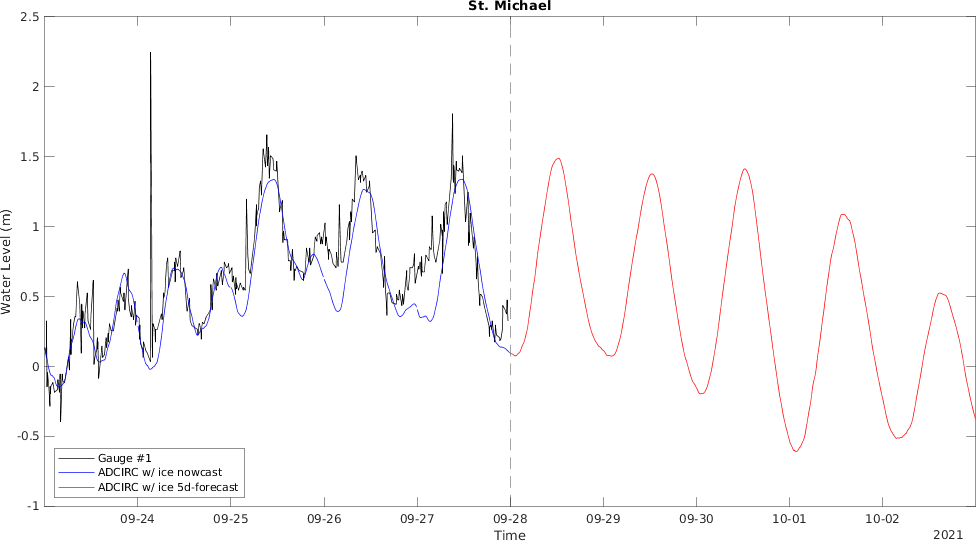 St. Michael
2.5
2
1.5
1
0.5
0
-0.5
-1
Water Level (m)
Gauge #1
ADCIRC w/ ice nowcast
ADCIRC w/ ice 5d-forecast
09-24 09-25 09-26 09-27 09-28 09-29 09-30 10-01 10-02
Time
2021